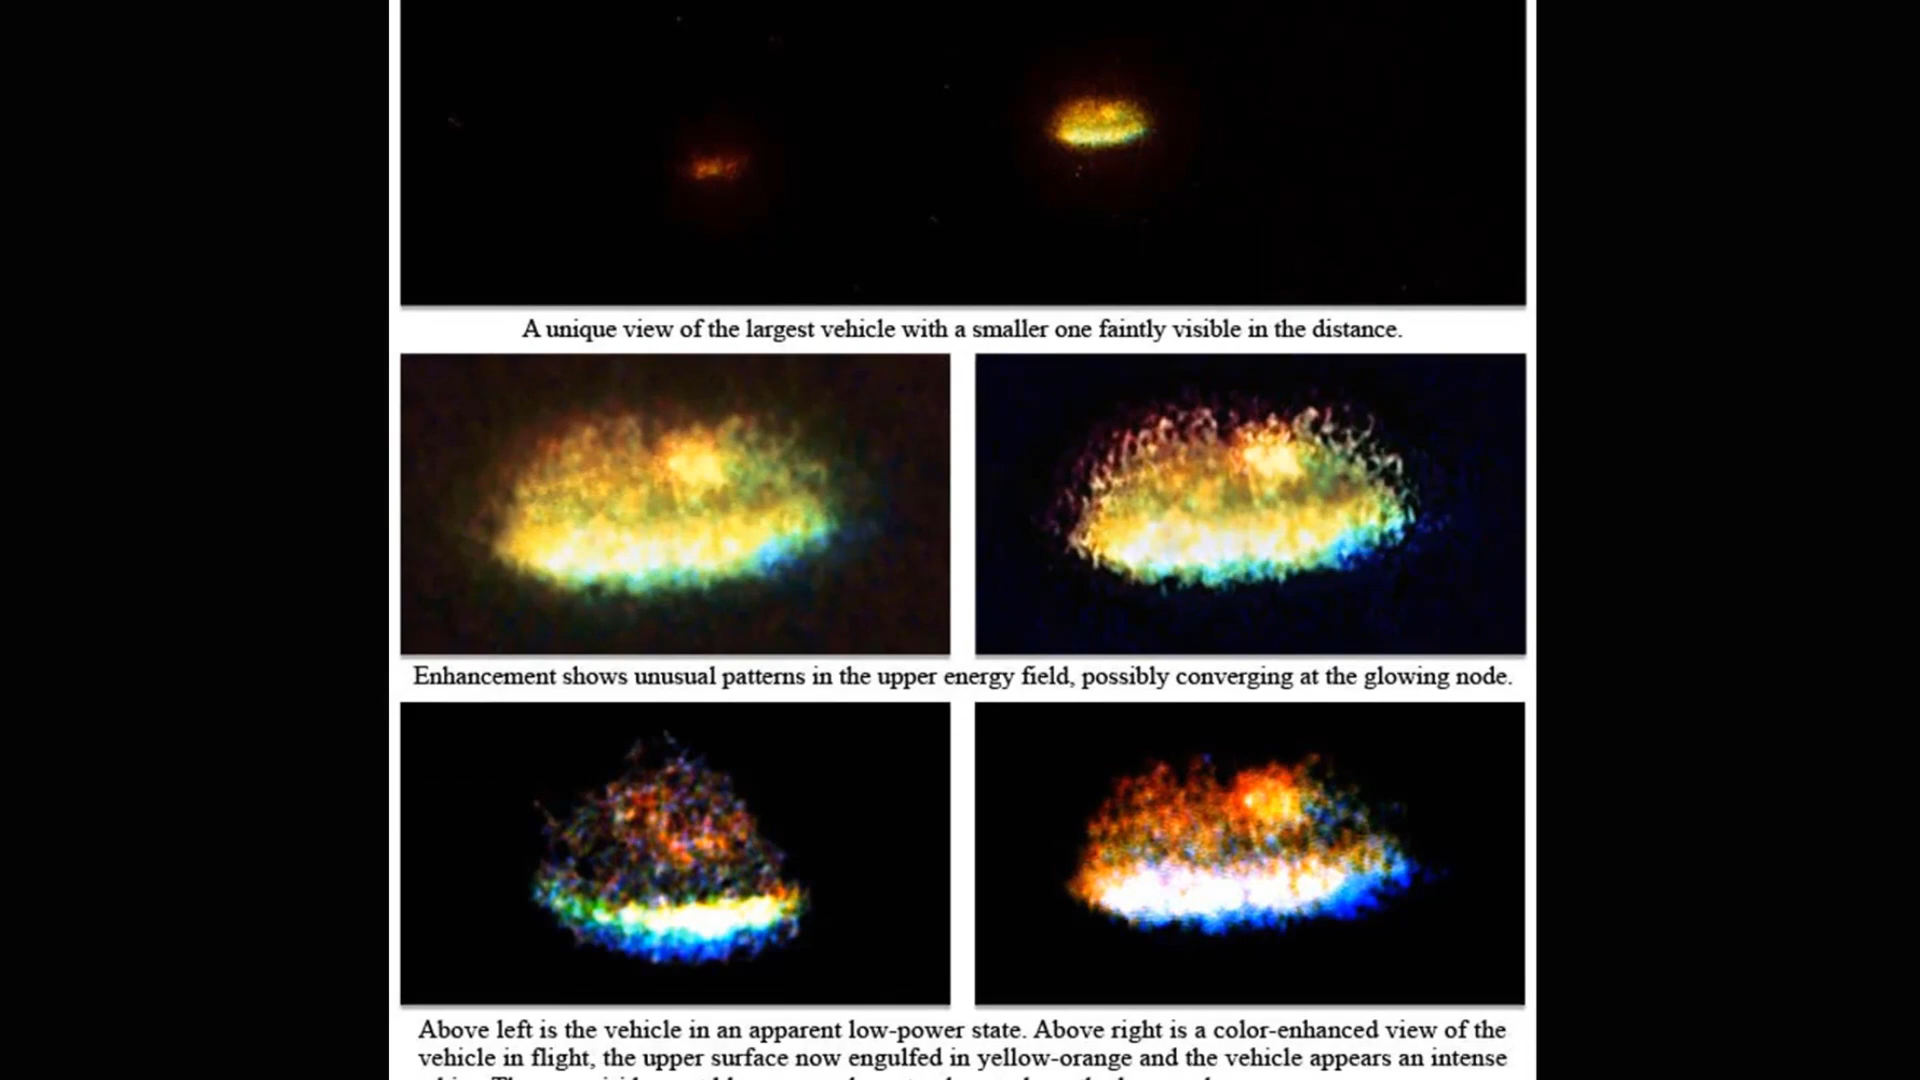 A unique view of the largest vehicle with a smaller one faintly visible in the distance.
Enhancement shows unusual patterns in the upper energy field, possibly converging at the glowing node.
Above left is the vehicle in an apparent low-power state. Above right is a color-enhanced view of the
vehicle in flight, the upper surface now engulfed in yellow-orange and the vehicle appears an intense